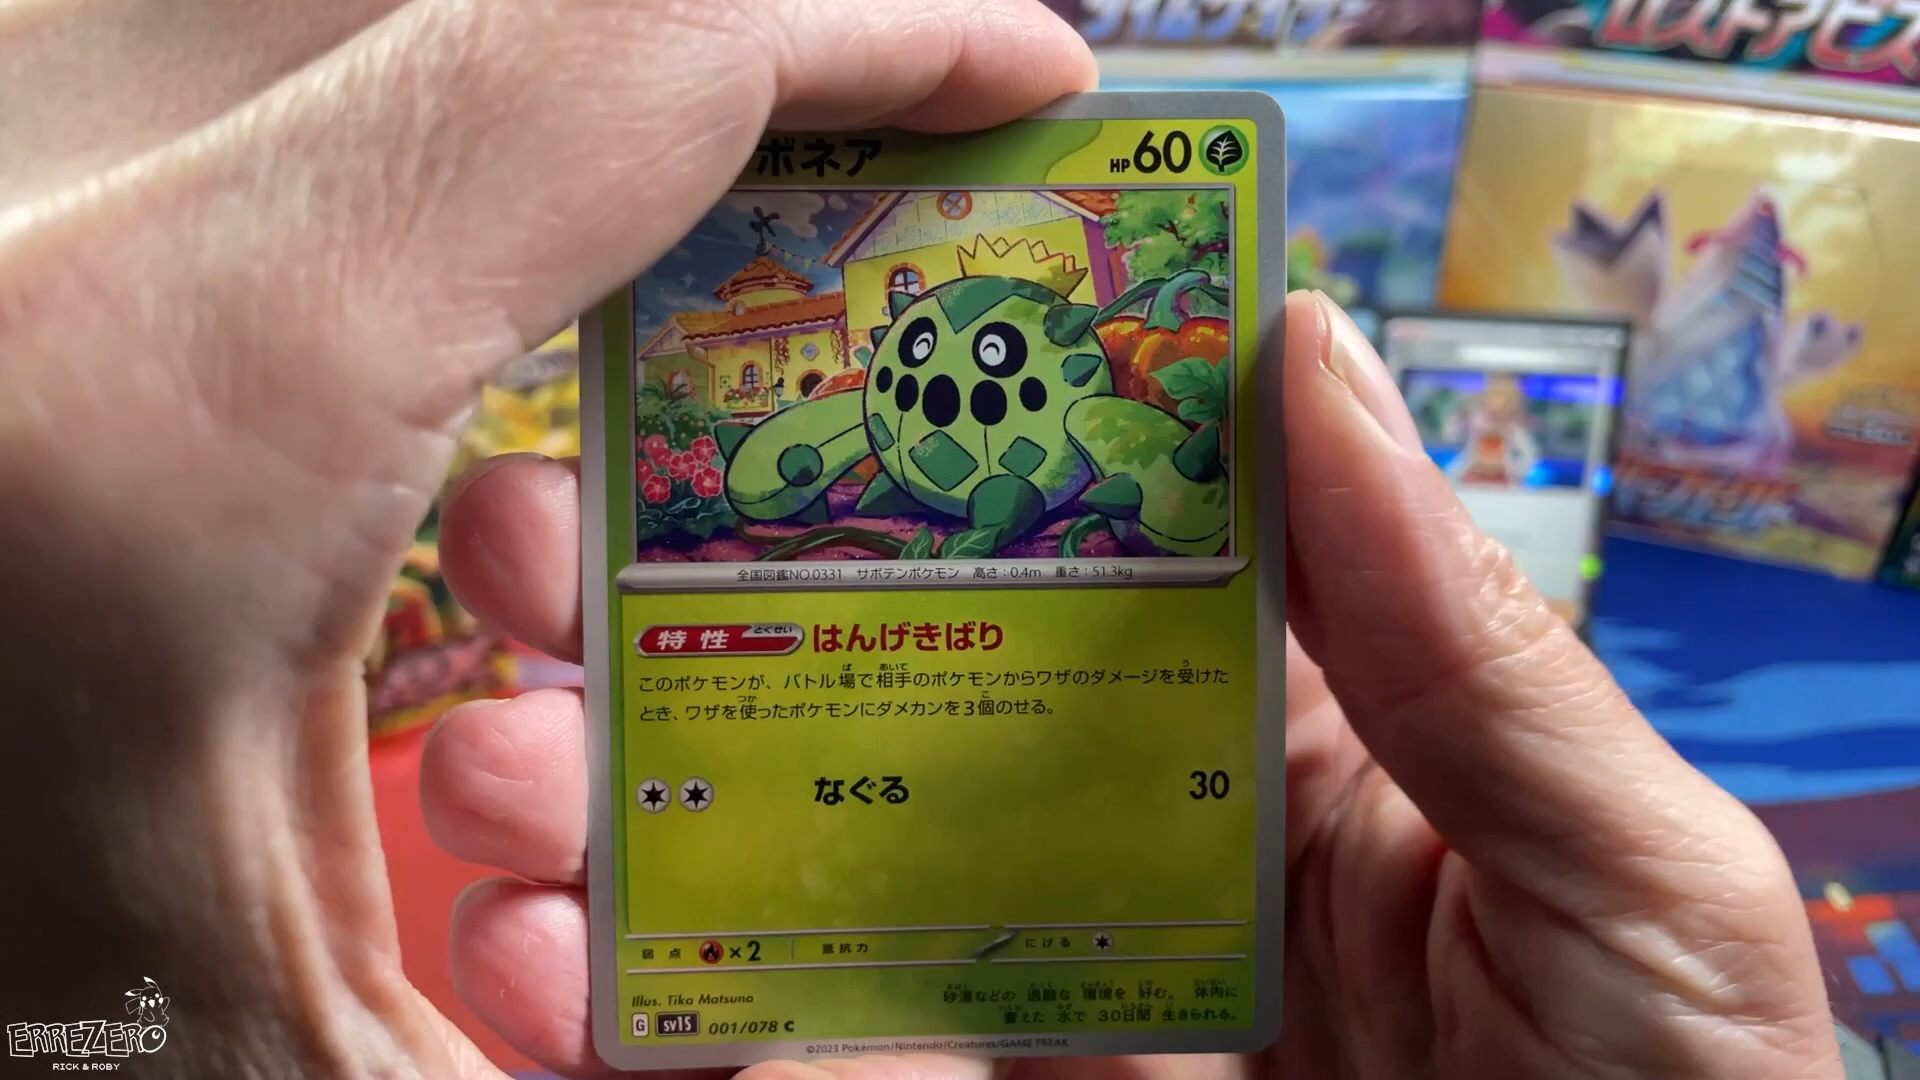 ボネア
HP60
全国図鑑NO.0331 サボテンポケモン 高さ:0.4m 重さ:51.3kg
特性 とくせい はんげきばり
このポケモンが、バトル場で相手のポケモンからワザのダメージを受けた
とき、ワザを使ったポケモンにダメカンを3個のせる。
なぐる 30
弱点 ×2 抵抗力 にげる
Illus. Tika Matsuno
砂漠などの 過酷な 環境を 好む。 体内に
蓄えた 水で 30日間 生きられる。
G sv1S 001/078 C
©2023 Pokémon/Nintendo/Creatures/GAME FREAK
ERREZERO
RICK & ROBY